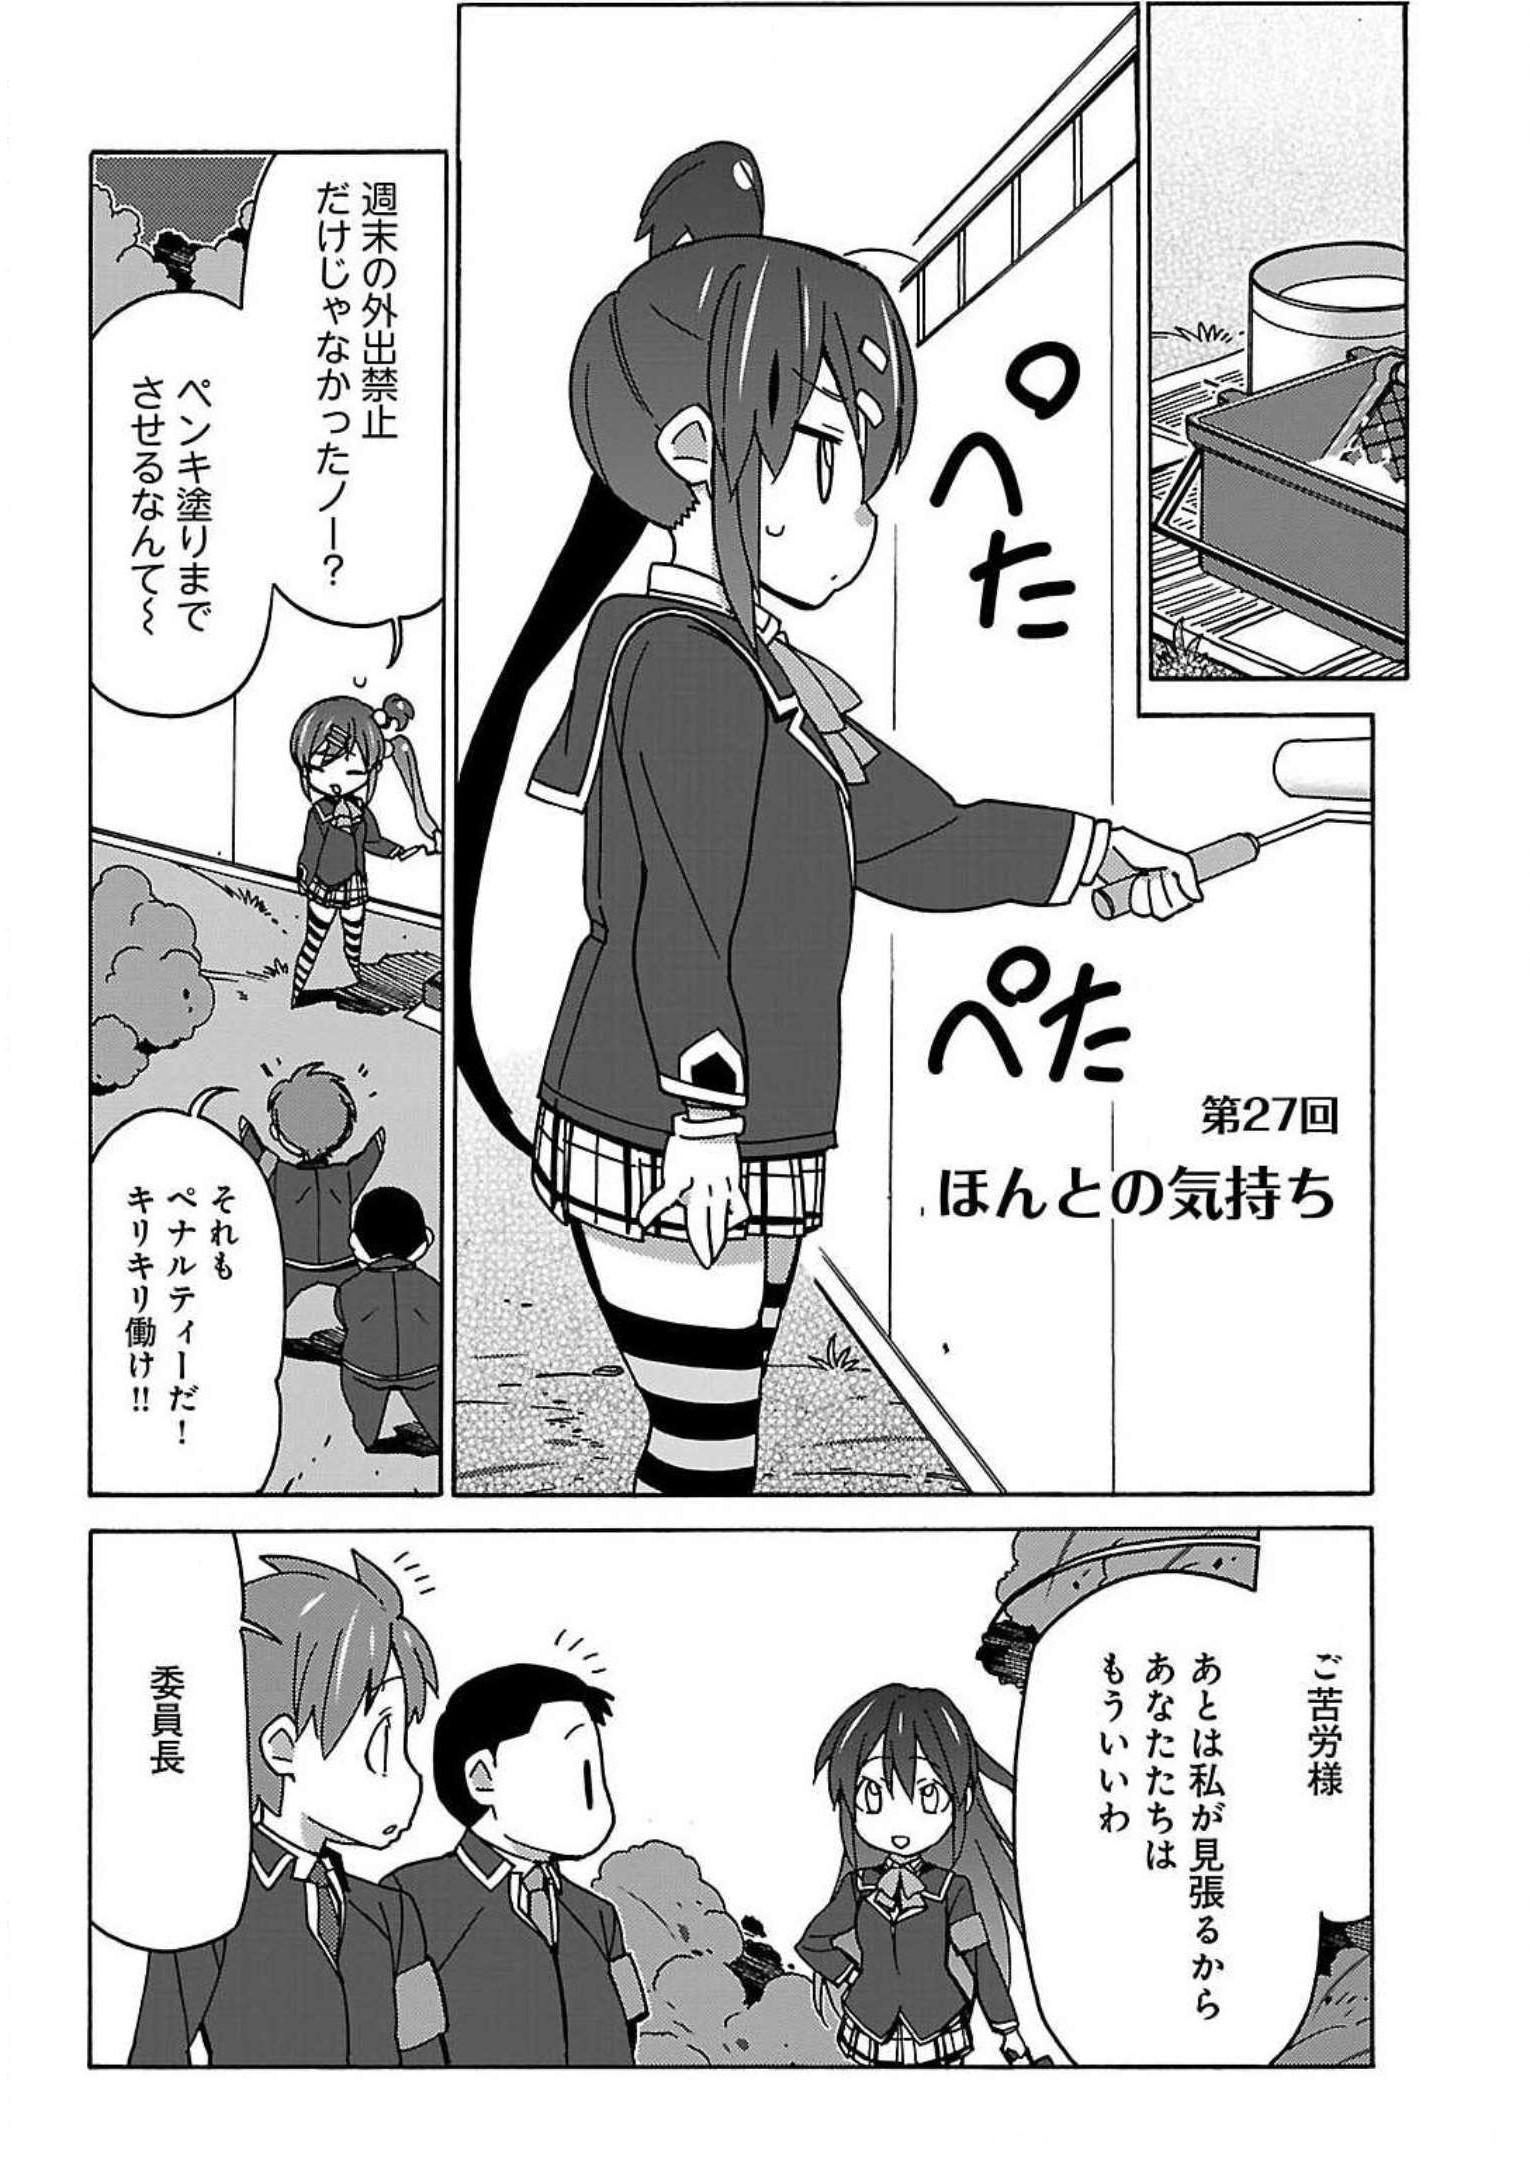 ぺた
ぺた
第27回
ほんとの気持ち
週末の外出禁止
だけじゃなかったノー?
ペンキ塗りまで
させるなんて〜
それも
ペナルティーだ!
キリキリ働け!!
ご苦労様
あとは私が見張るから
あなたたちは
もういいわ
委員長